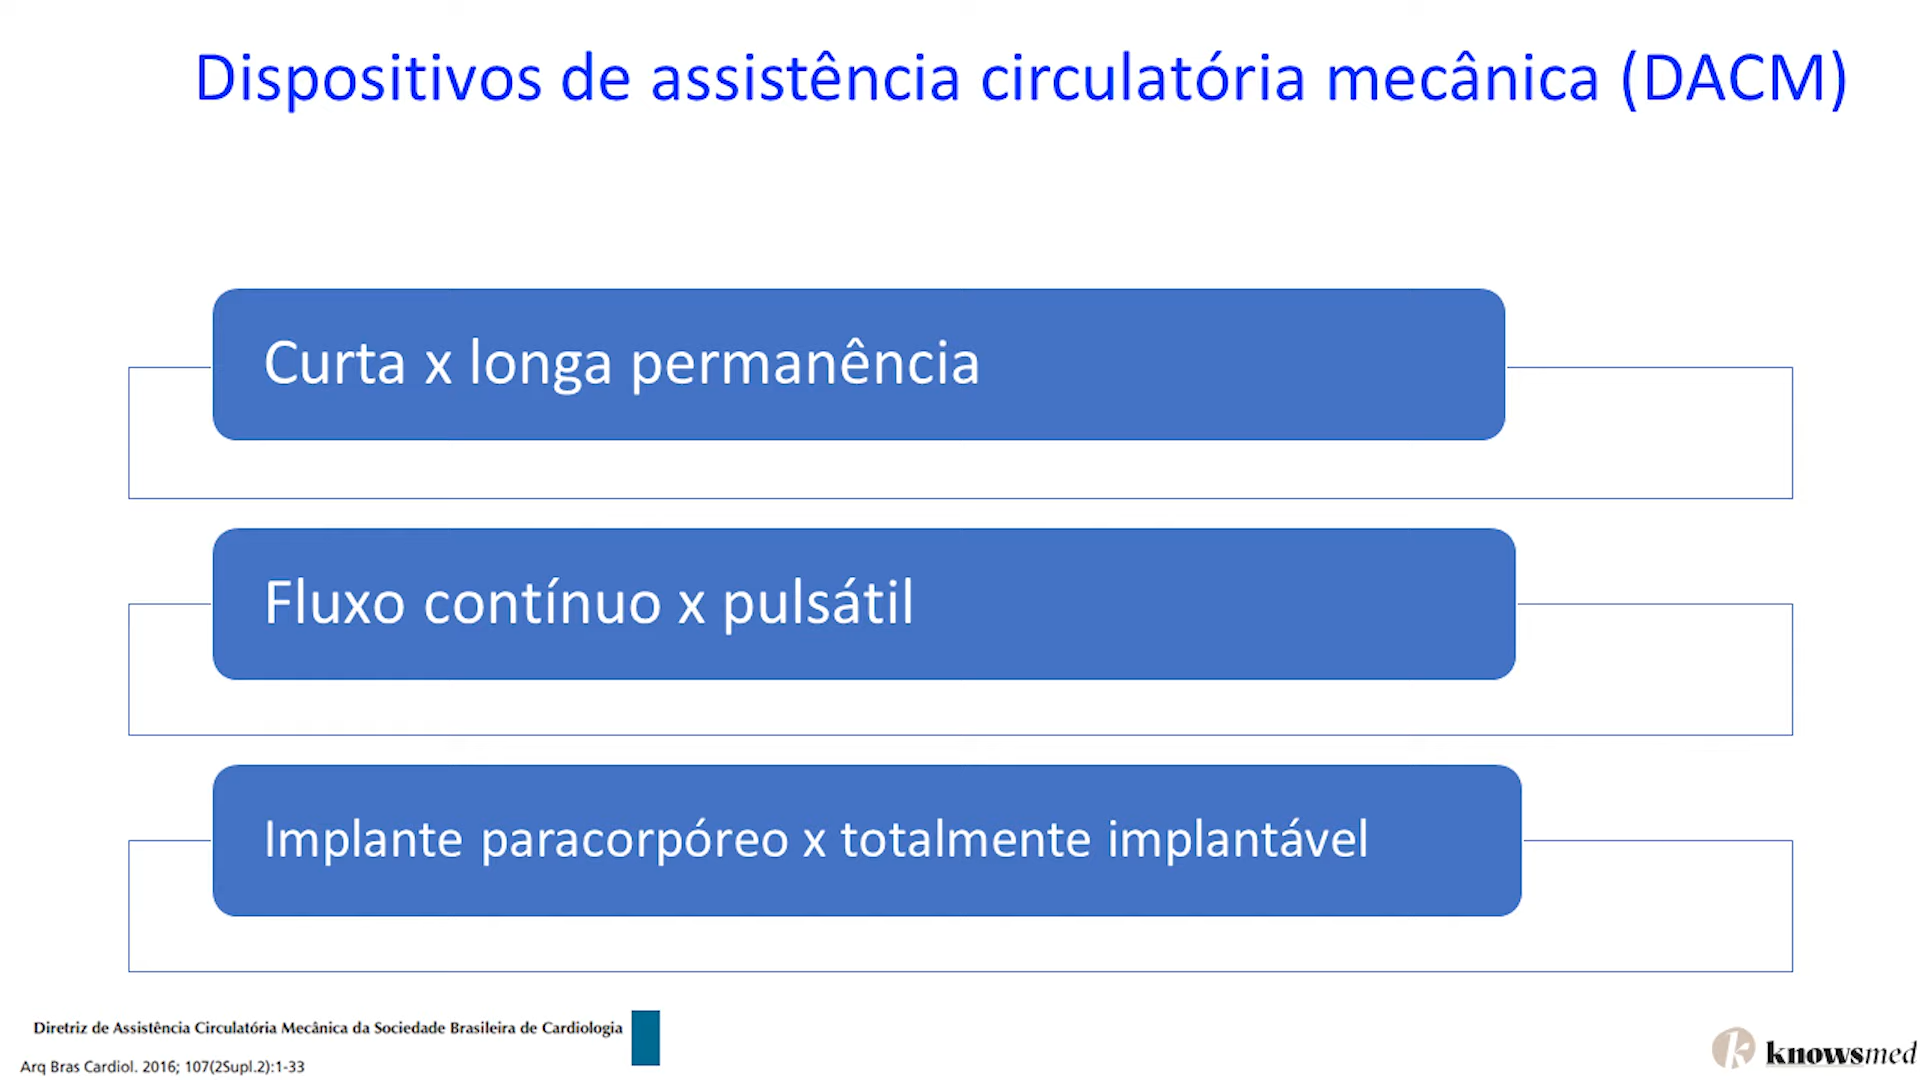 Dispositivos de assistência circulatória mecânica (DACM)
Curta x longa permanência
Fluxo contínuo x pulsátil
Implante paracorpóreo x totalmente implantável
Diretriz de Assistência Circulatória Mecânica da Sociedade Brasileira de Cardiologia
Arq Bras Cardiol. 2016; 107(2Supl.2):1-33
k knowsmed